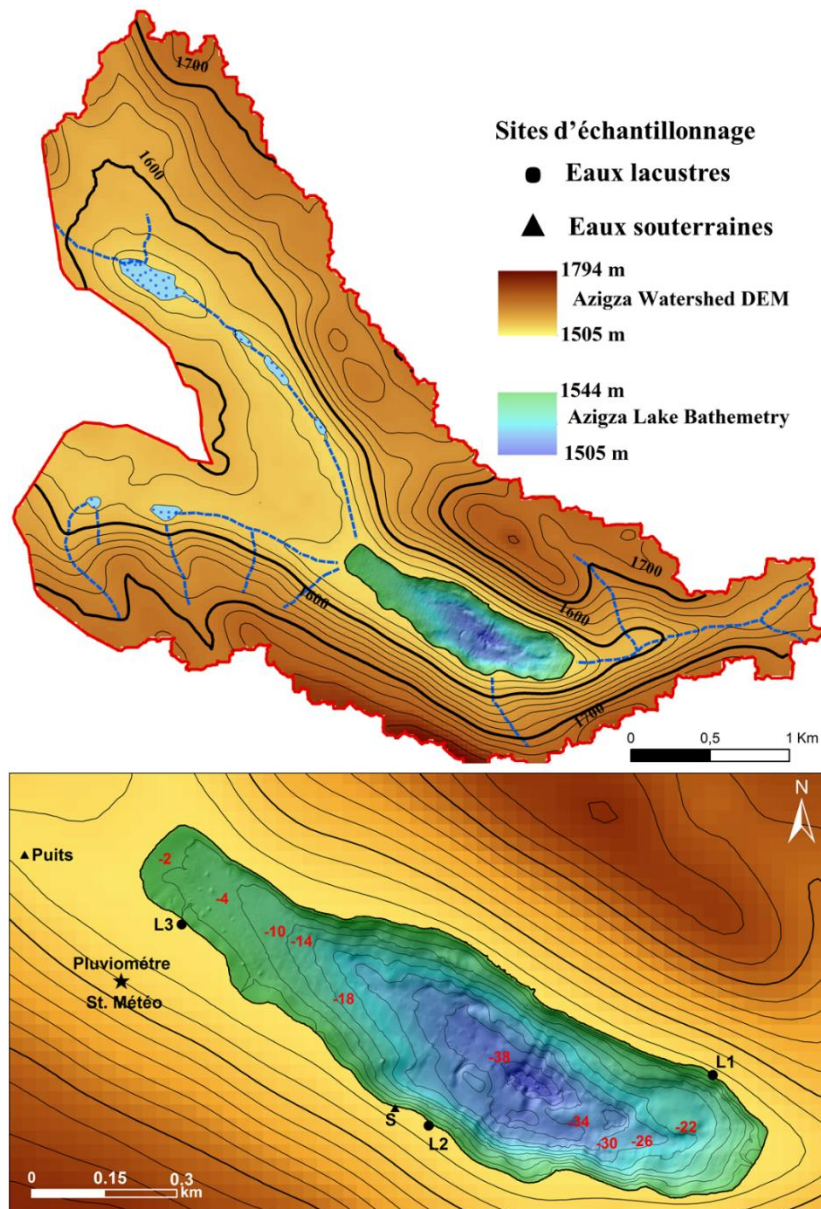 1700
1600
Sites d'échantillonnage
Eaux lacustres
Eaux souterraines
1794 m
Azigza Watershed DEM
1505 m
1544 m
Azigza Lake Bathemetry
1505 m
1700
1600
1600
1700
0 0,5 1 Km
N
-2
Puits
-4
L3
-10
-14
Pluviométre
St. Météo
-18
-38
L1
S
L2
-34
-22
-30
-26
0 0.15 0.3
km